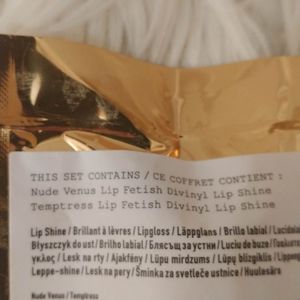 THIS SET CONTAINS / CE COFFRET CONTIENT :
Nude Venus Lip Fetish Divinyl Lip Shine
Temptress Lip Fetish Divinyl Lip Shine
Lip Shine / Brillant à lèvres / Lipgloss / Läppglans / Brillo labial / Lucidala
Błyszczyk do ust / Brilho labial / Блясък за устни / Luciu de buze /
γκλος / Lesk na rty / Ajakfény / Lūpu mirdzums / Lūpų blizgiklis / Lippeng
Leppe-shine / Lesk na pery / Šminka za svetleče ustnice / Huulesära
Nude Venus / Temptress